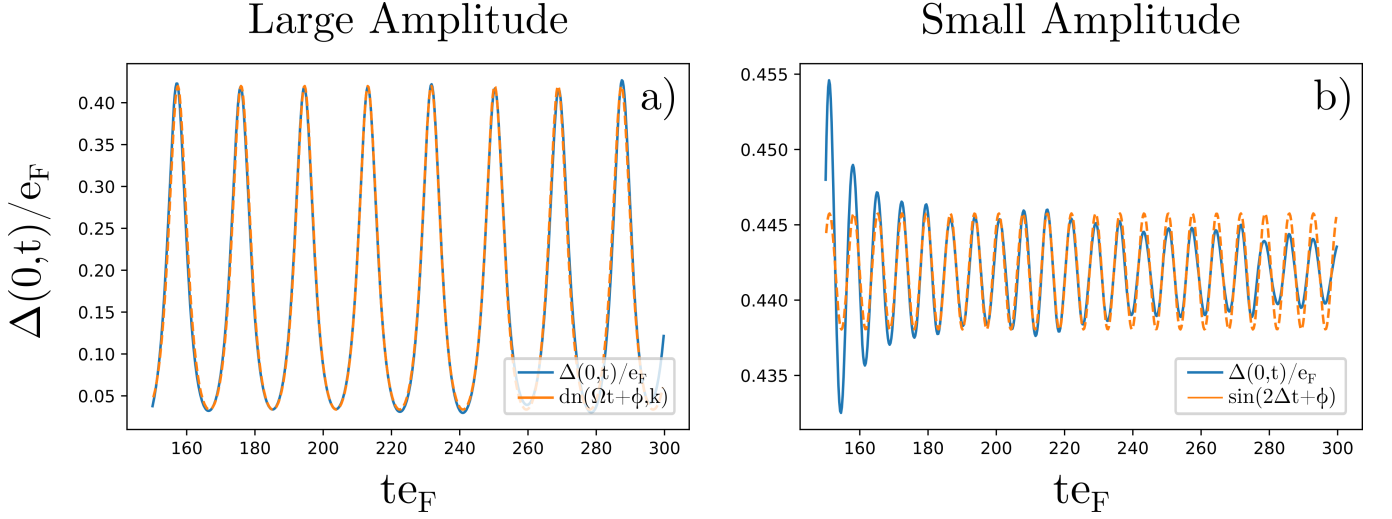 Large Amplitude
Small Amplitude
Δ(0,t)/e_F
0.40
0.35
0.30
0.25
0.20
0.15
0.10
0.05
a)
Δ(0,t)/e_F
dn(Ωt+ϕ,k)
160 180 200 220 240 260 280 300
te_F
0.455
0.450
0.445
0.440
0.435
b)
Δ(0,t)/e_F
sin(2Δt+ϕ)
160 180 200 220 240 260 280 300
te_F